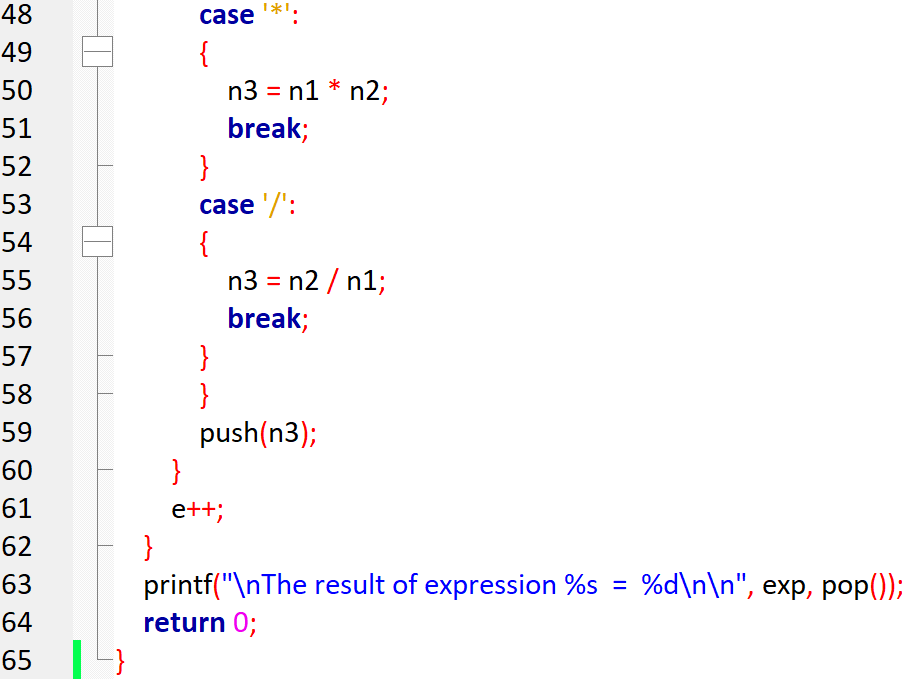 48 case '*':
49 {
50 n3 = n1 * n2;
51 break;
52 }
53 case '/':
54 {
55 n3 = n2 / n1;
56 break;
57 }
58 }
59 push(n3);
60 }
61 e++;
62 }
63 printf("\nThe result of expression %s  =  %d\n\n", exp, pop());
64 return 0;
65 }